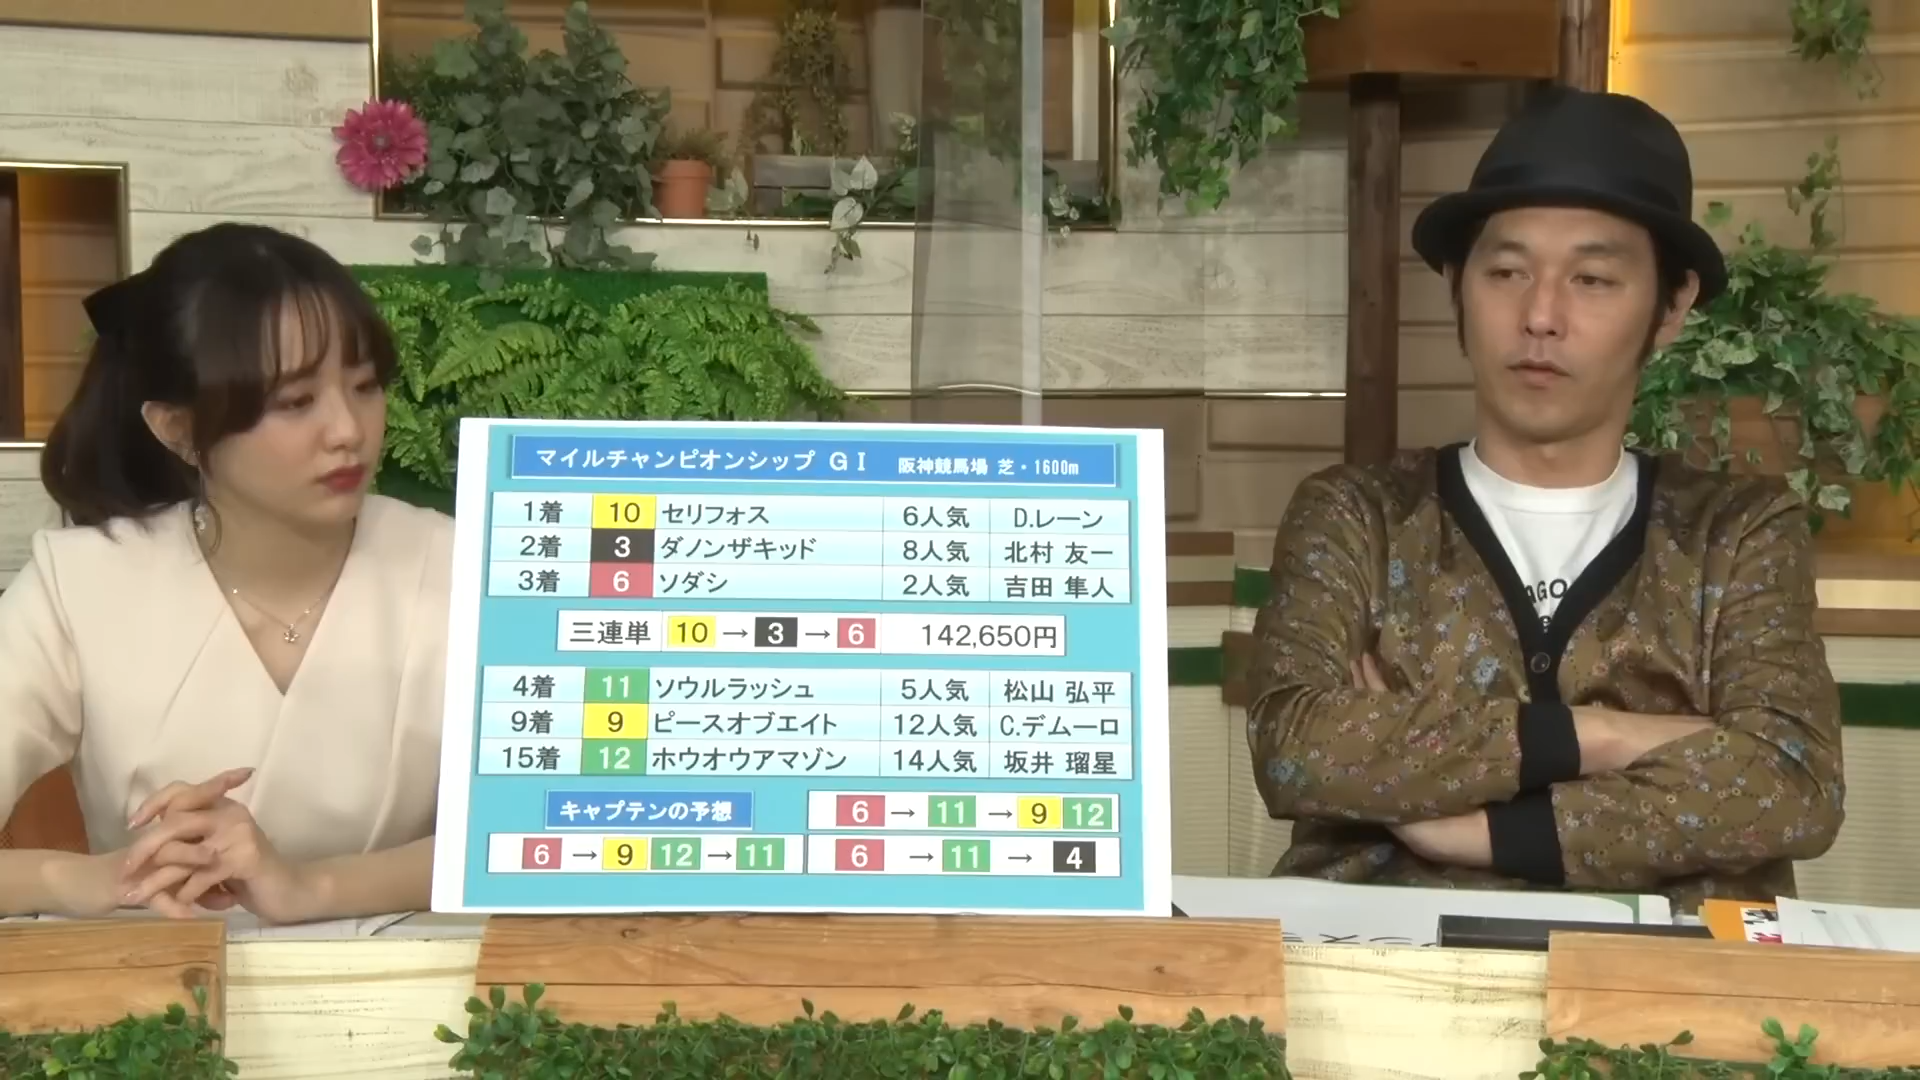 マイルチャンピオンシップ GⅠ 阪神競馬場 芝・1600m
1着 10 セリフォス 6人気 D.レーン
2着 3 ダノンザキッド 8人気 北村 友一
3着 6 ソダシ 2人気 吉田 隼人
三連単 10→3→6 142,650円
4着 11 ソウルラッシュ 5人気 松山 弘平
9着 9 ピースオブエイト 12人気 C.デムーロ
15着 12 ホウオウアマゾン 14人気 坂井 瑠星
キャプテンの予想
6→11→9 12
6→9 12→11
6→11→4